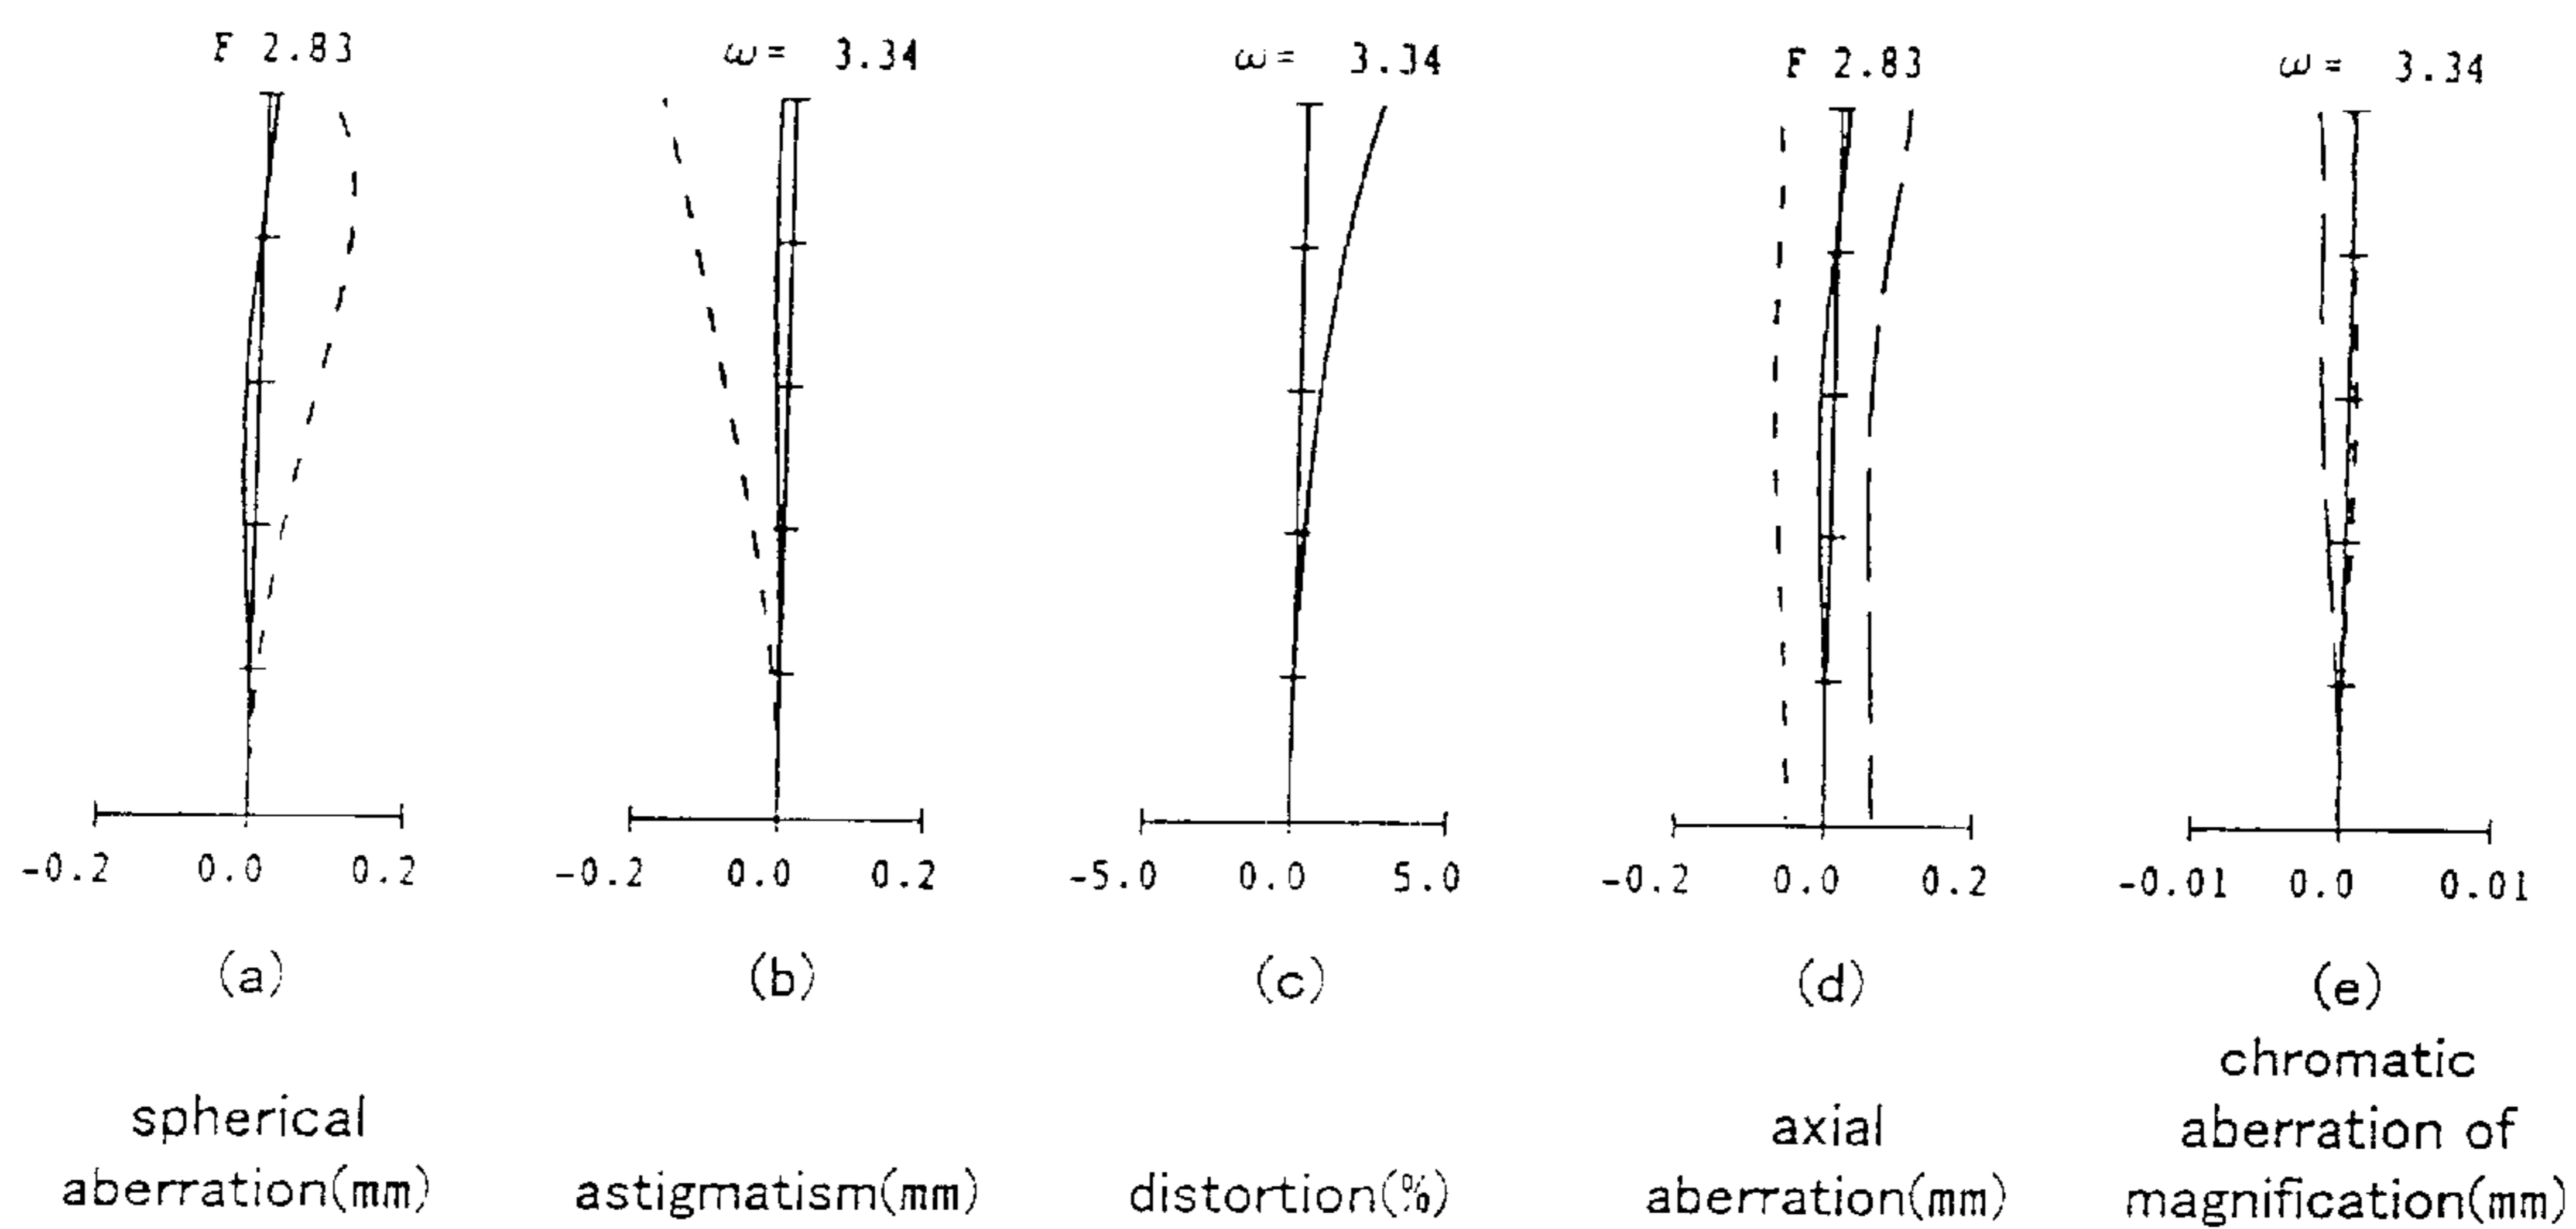 F 2.83
ω= 3.34
ω= 3.34
F 2.83
ω= 3.34
-0.2 0.0 0.2
-0.2 0.0 0.2
-5.0 0.0 5.0
-0.2 0.0 0.2
-0.01 0.0 0.01
(a)
(b)
(c)
(d)
(e)
spherical
aberration(mm)
astigmatism(mm)
distortion(%)
axial
aberration(mm)
chromatic
aberration of
magnification(mm)